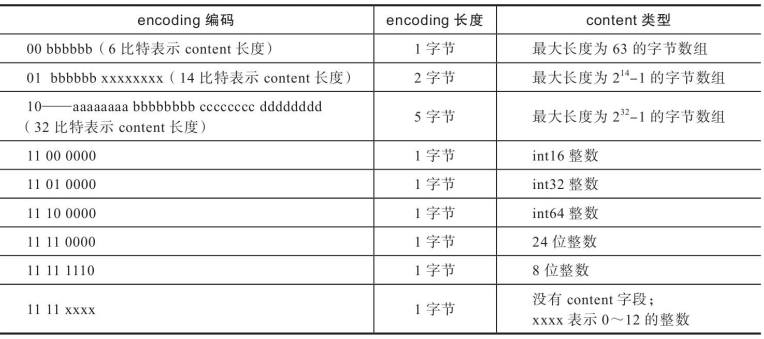 encoding 编码 encoding 长度 content 类型
00 bbbbbb（6 比特表示 content 长度） 1 字节 最大长度为 63 的字节数组
01 bbbbbb xxxxxxxx（14 比特表示 content 长度） 2 字节 最大长度为 2^14-1 的字节数组
10——aaaaaaaa bbbbbbbbb cccccccc dddddddd
（32 比特表示 content 长度） 5 字节 最大长度为 2^32-1 的字节数组
11 00 0000 1 字节 int16 整数
11 01 0000 1 字节 int32 整数
11 10 0000 1 字节 int64 整数
11 11 0000 1 字节 24 位整数
11 11 1110 1 字节 8 位整数
11 11 xxxx 1 字节 没有 content 字段；
xxxx 表示 0～12 的整数